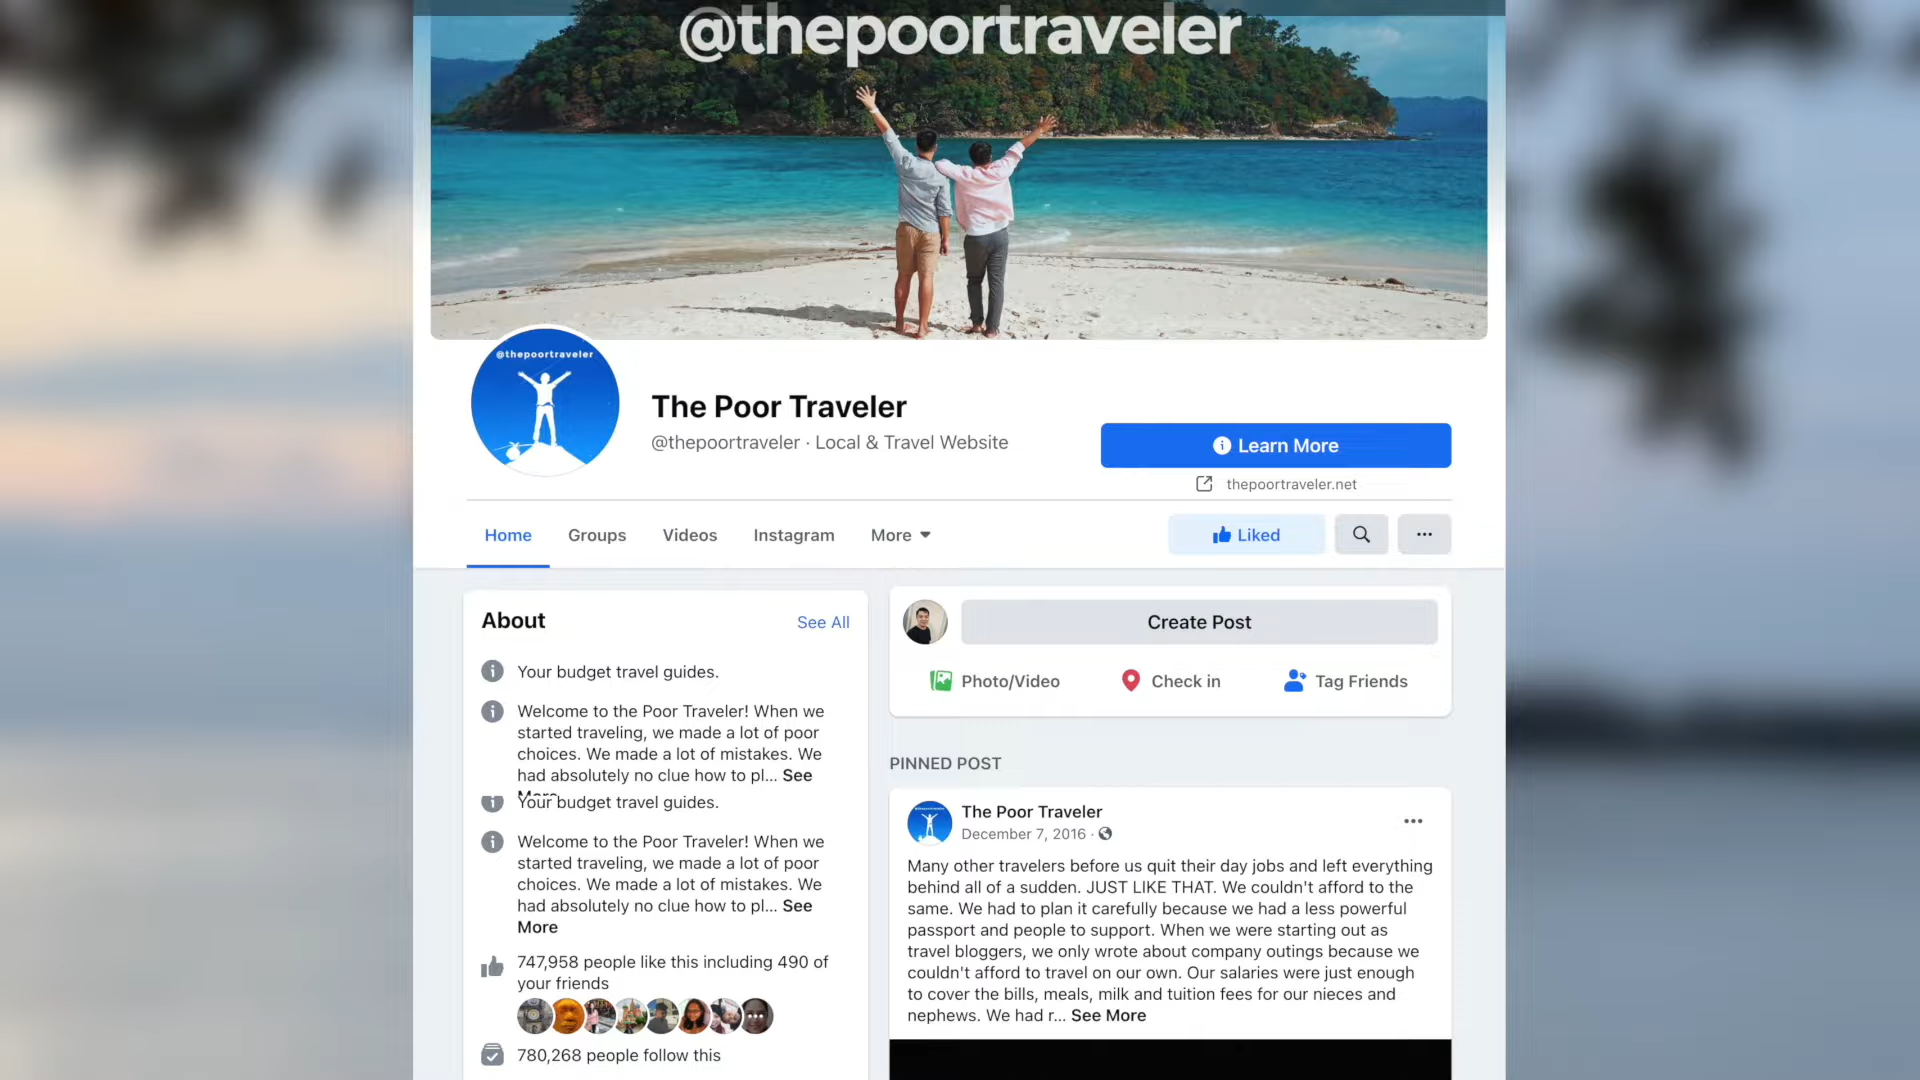 @thepoortraveler
@thepoortraveler
The Poor Traveler
@thepoortraveler · Local & Travel Website
Learn More
thepoortraveler.net
Home Groups Videos Instagram More
Liked
About
See All
Your budget travel guides.
Welcome to the Poor Traveler! When we
started traveling, we made a lot of poor
choices. We made a lot of mistakes. We
had absolutely no clue how to pl... See
More
Your budget travel guides.
Welcome to the Poor Traveler! When we
started traveling, we made a lot of poor
choices. We made a lot of mistakes. We
had absolutely no clue how to pl... See
More
747,958 people like this including 490 of
your friends
780,268 people follow this
Create Post
Photo/Video Check in Tag Friends
PINNED POST
The Poor Traveler
December 7, 2016 ·
Many other travelers before us quit their day jobs and left everything
behind all of a sudden. JUST LIKE THAT. We couldn't afford to the
same. We had to plan it carefully because we had a less powerful
passport and people to support. When we were starting out as
travel bloggers, we only wrote about company outings because we
couldn't afford to travel on our own. Our salaries were just enough
to cover the bills, meals, milk and tuition fees for our nieces and
nephews. We had r... See More